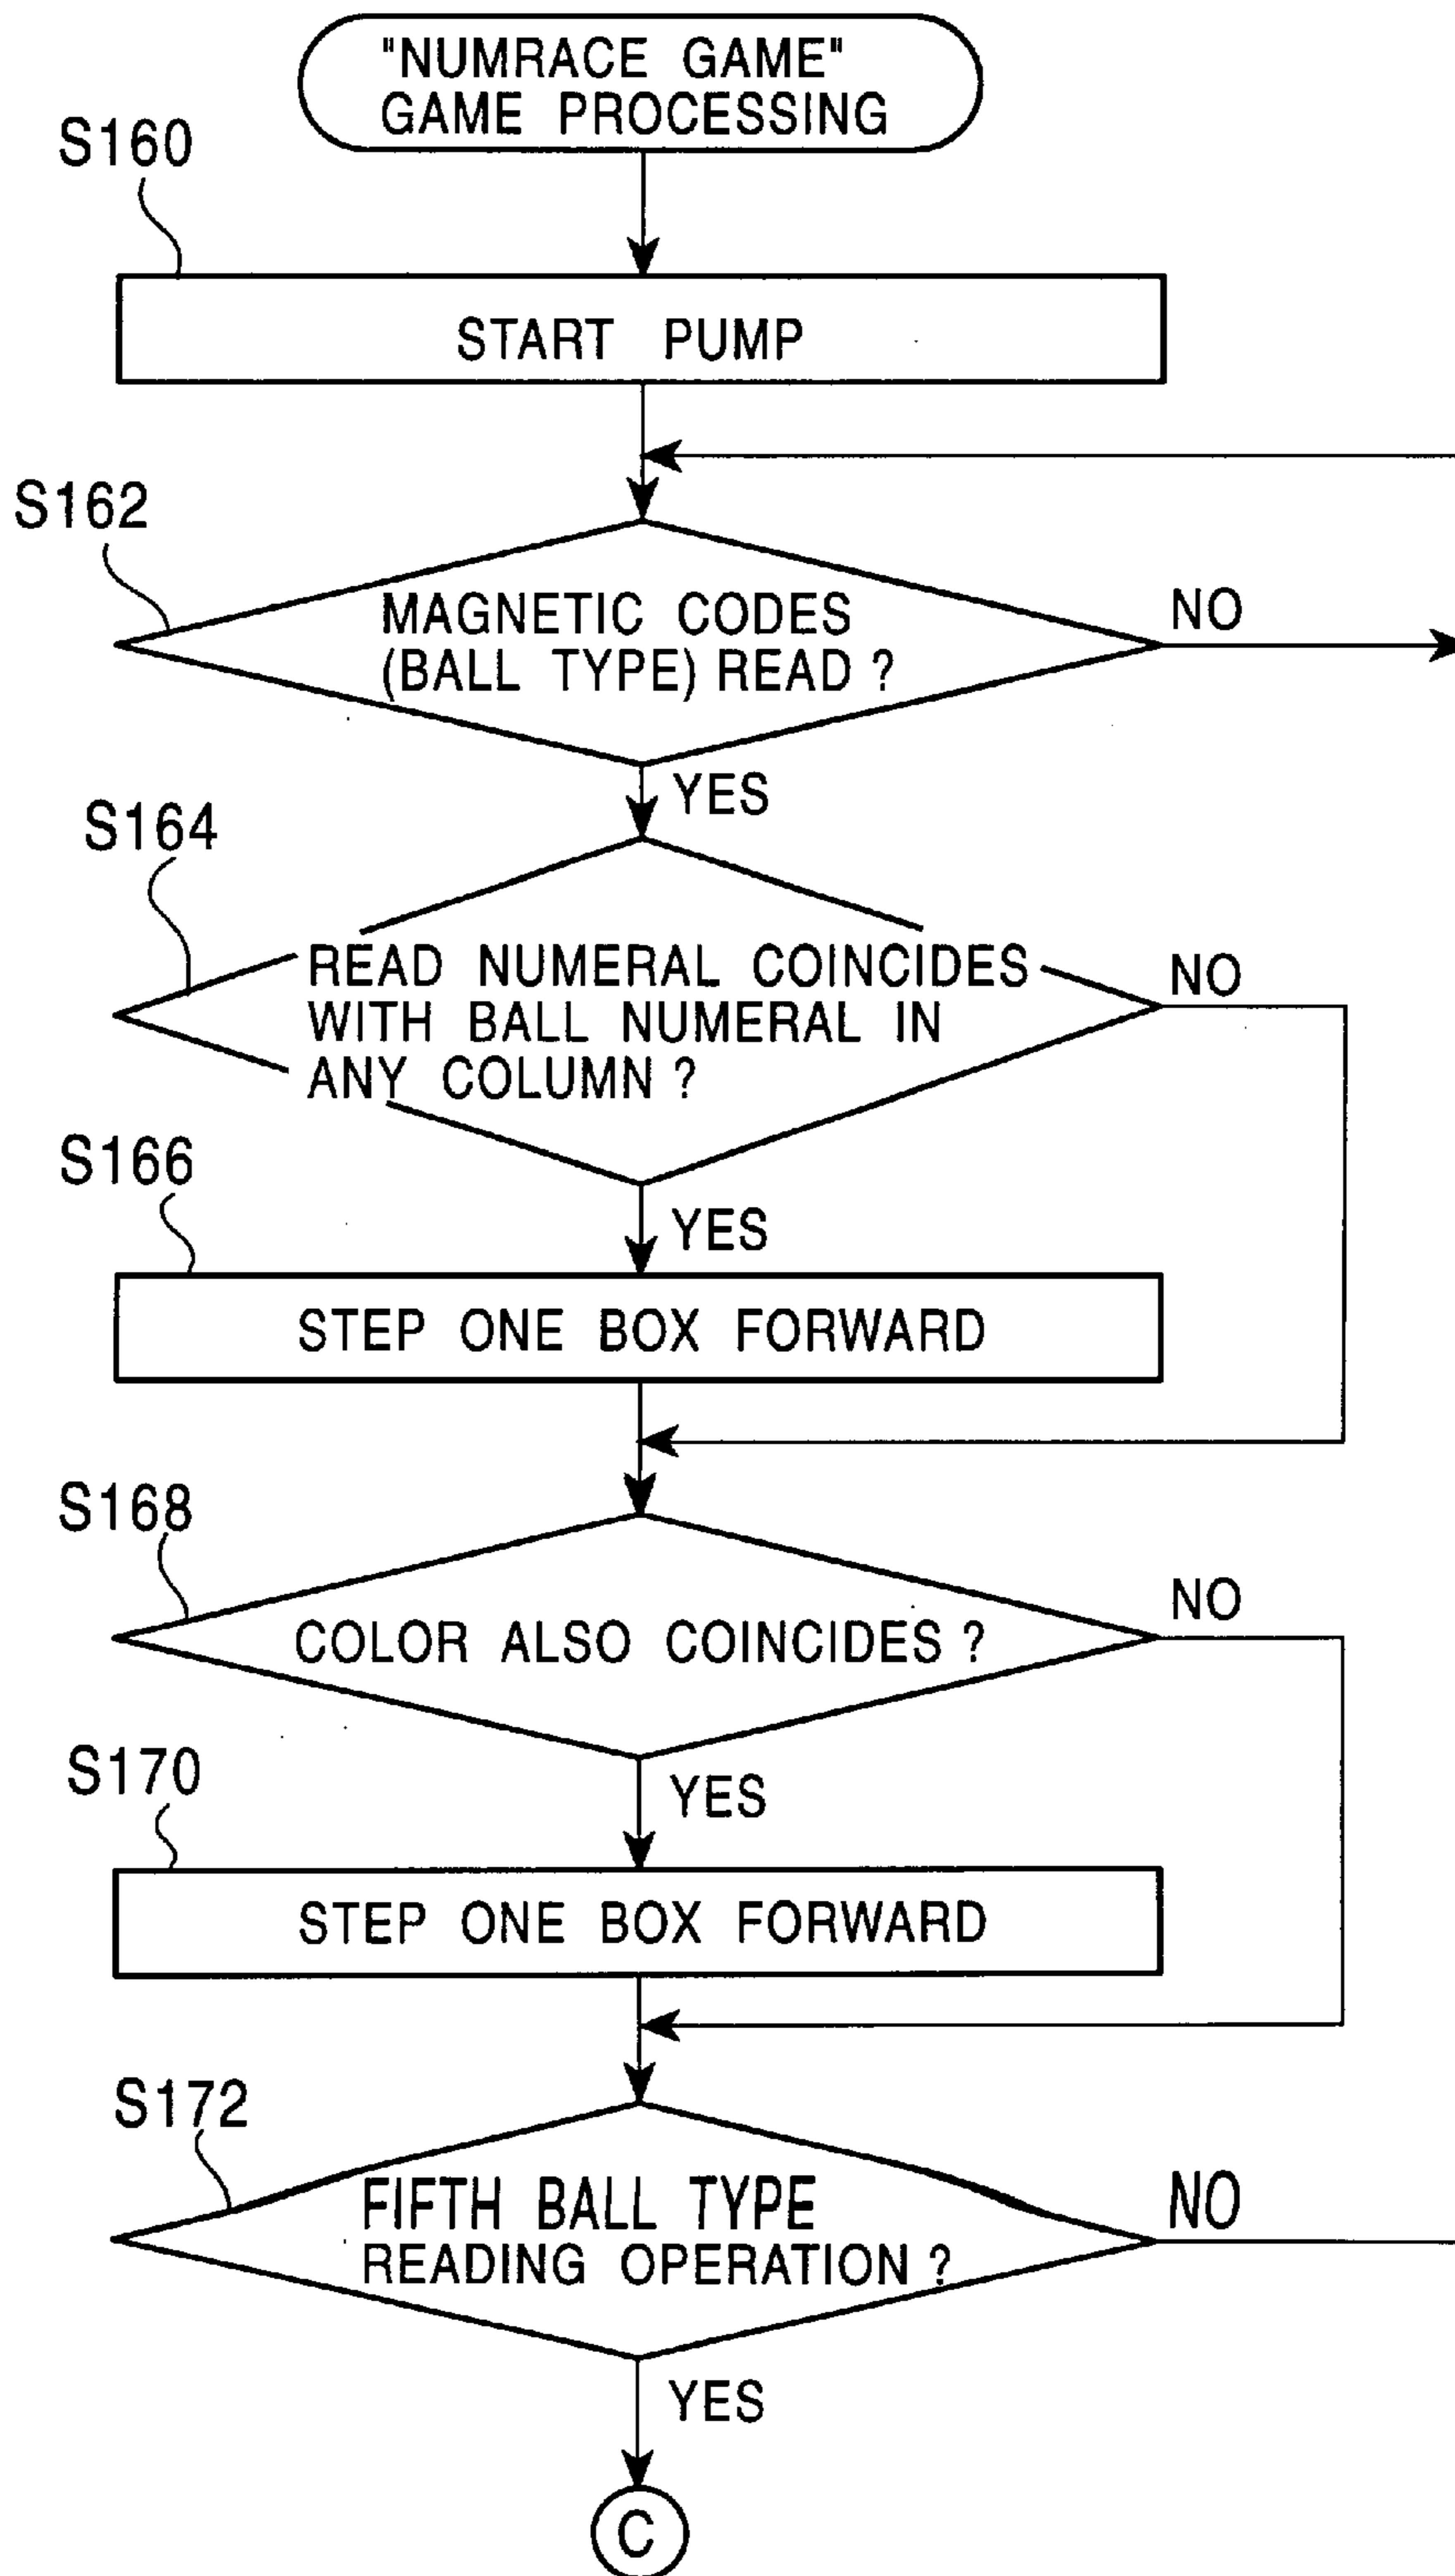 "NUMRACE GAME"
GAME PROCESSING
S160
START PUMP
S162
MAGNETIC CODES
(BALL TYPE) READ ?
NO
YES
S164
READ NUMERAL COINCIDES
WITH BALL NUMERAL IN
ANY COLUMN ?
NO
YES
S166
STEP ONE BOX FORWARD
S168
COLOR ALSO COINCIDES ?
NO
YES
S170
STEP ONE BOX FORWARD
S172
FIFTH BALL TYPE
READING OPERATION ?
NO
YES
C